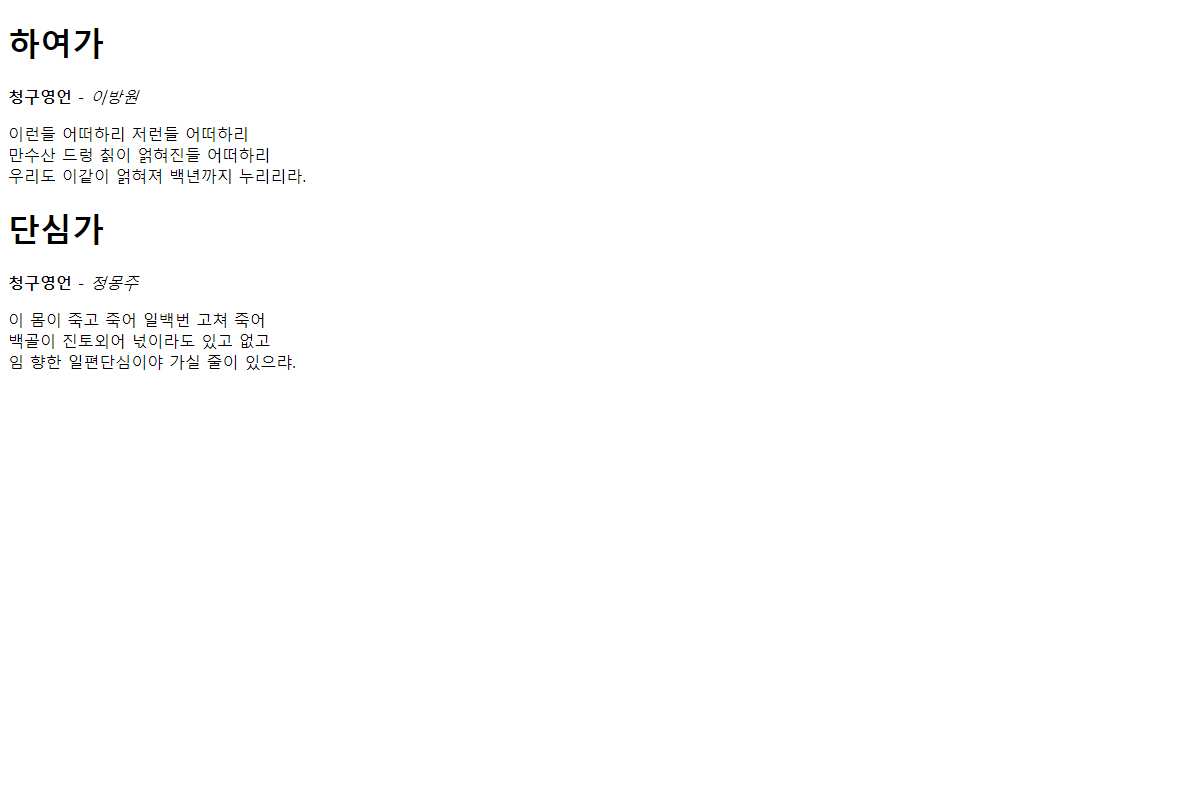 하여가
청구영언 - 이방원
이런들 어떠하리 저런들 어떠하리
만수산 드렁 칡이 얽혀진들 어떠하리
우리도 이같이 얽혀져 백년까지 누리리라.
단심가
청구영언 - 정몽주
이 몸이 죽고 죽어 일백번 고쳐 죽어
백골이 진토외어 넋이라도 있고 없고
임 향한 일편단심이야 가실 줄이 있으랴.